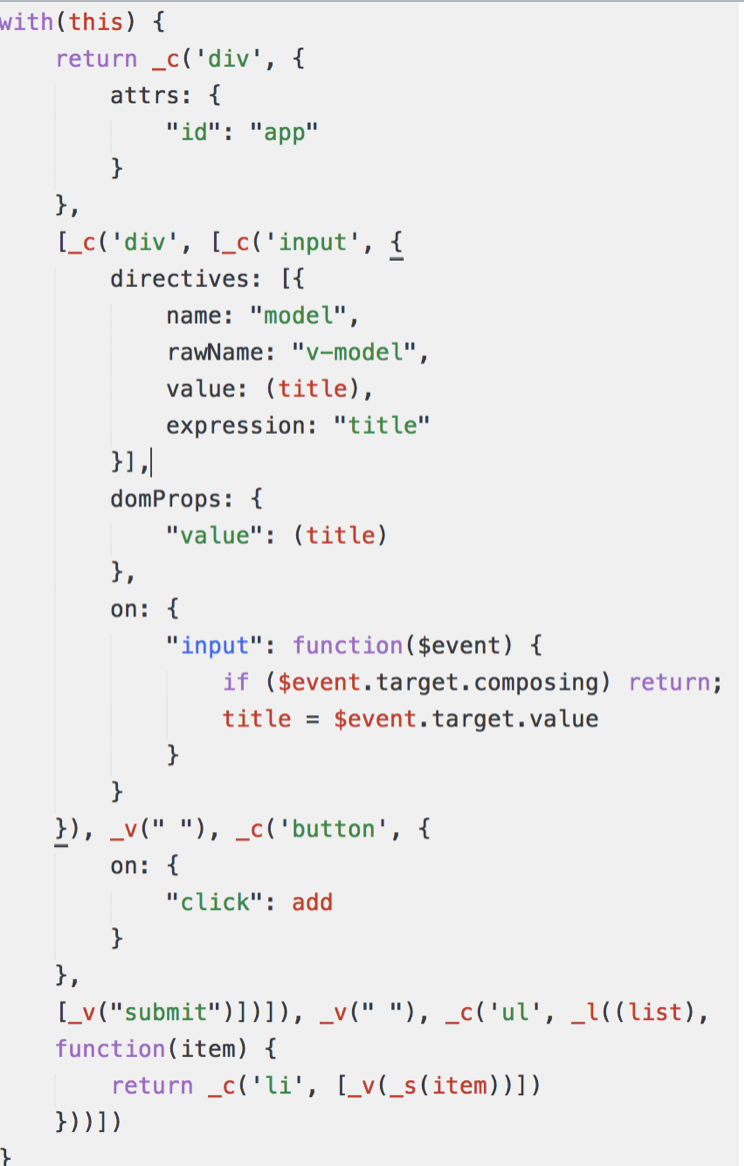 with(this) {
    return _c('div', {
        attrs: {
            "id": "app"
        }
    },
    [_c('div', [_c('input', {
        directives: [{
            name: "model",
            rawName: "v-model",
            value: (title),
            expression: "title"
        }],
        domProps: {
            "value": (title)
        },
        on: {
            "input": function($event) {
                if ($event.target.composing) return;
                title = $event.target.value
            }
        }
    }), _v(" "), _c('button', {
        on: {
            "click": add
        }
    },
    [_v("submit")])]), _v(" "), _c('ul', _l((list),
    function(item) {
        return _c('li', [_v(_s(item))])
    }))])
}